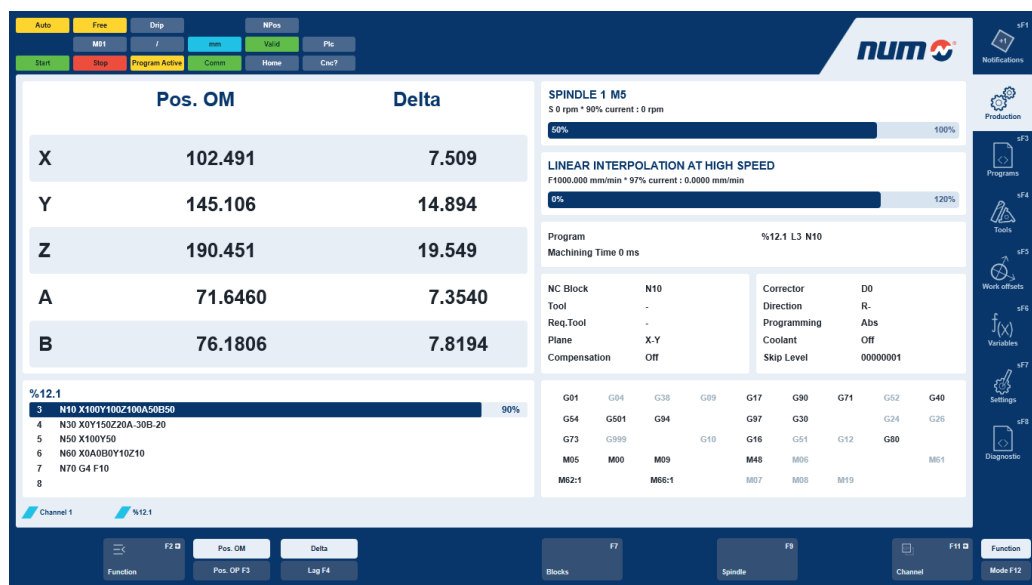 Auto Free Drip NPos
M01 / mm Valid Plc
Start Stop Program Active Comm Home Cnc?
num
sF1
+1
Notifications
Production
sF3
Programs
sF4
Tools
sF5
Work offsets
sF6
f(x)
Variables
sF7
Settings
sF8
Diagnostic
Pos. OM Delta
X 102.491 7.509
Y 145.106 14.894
Z 190.451 19.549
A 71.6460 7.3540
B 76.1806 7.8194
SPINDLE 1 M5
S 0 rpm * 90% current : 0 rpm
50% 100%
LINEAR INTERPOLATION AT HIGH SPEED
F1000.000 mm/min * 97% current : 0.0000 mm/min
0% 120%
Program %12.1 L3 N10
Machining Time 0 ms
NC Block N10
Tool -
Req.Tool -
Plane X-Y
Compensation Off
Corrector D0
Direction R-
Programming Abs
Coolant Off
Skip Level 00000001
%12.1
3 N10 X100Y100Z100A50B50 90%
4 N30 X0Y150Z20A-30B-20
5 N50 X100Y50
6 N60 X0A0B0Y10Z10
7 N70 G4 F10
8
G01 G04 G38 G09 G17 G90 G71 G52 G40
G54 G501 G94 G97 G30 G24 G26
G73 G999 G10 G16 G51 G12 G80
M05 M00 M09 M48 M06 M61
M62:1 M66:1 M07 M08 M19
Channel 1 %12.1
F2
Function
Pos. OM
Pos. OP F3
Delta
Lag F4
F7
Blocks
F9
Spindle
F11
Channel
Function
Mode F12